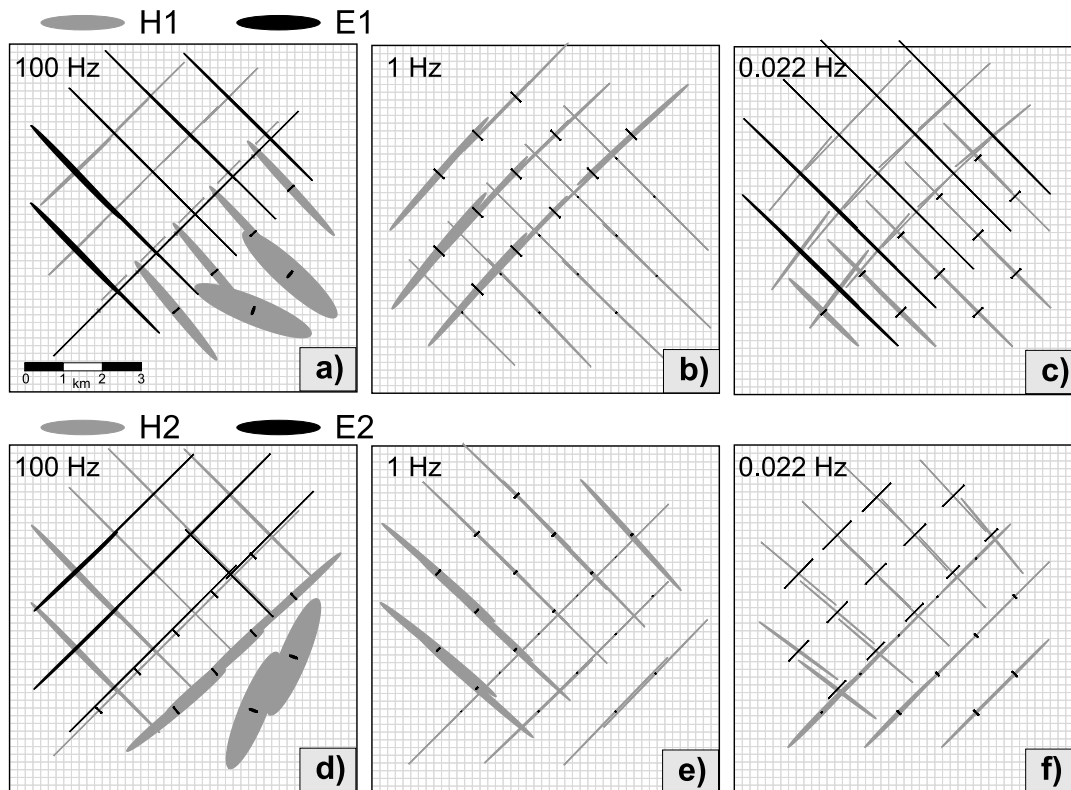 H1 E1
100 Hz 1 Hz 0.022 Hz
0 1 2 3
km
a) b) c)
H2 E2
100 Hz 1 Hz 0.022 Hz
d) e) f)